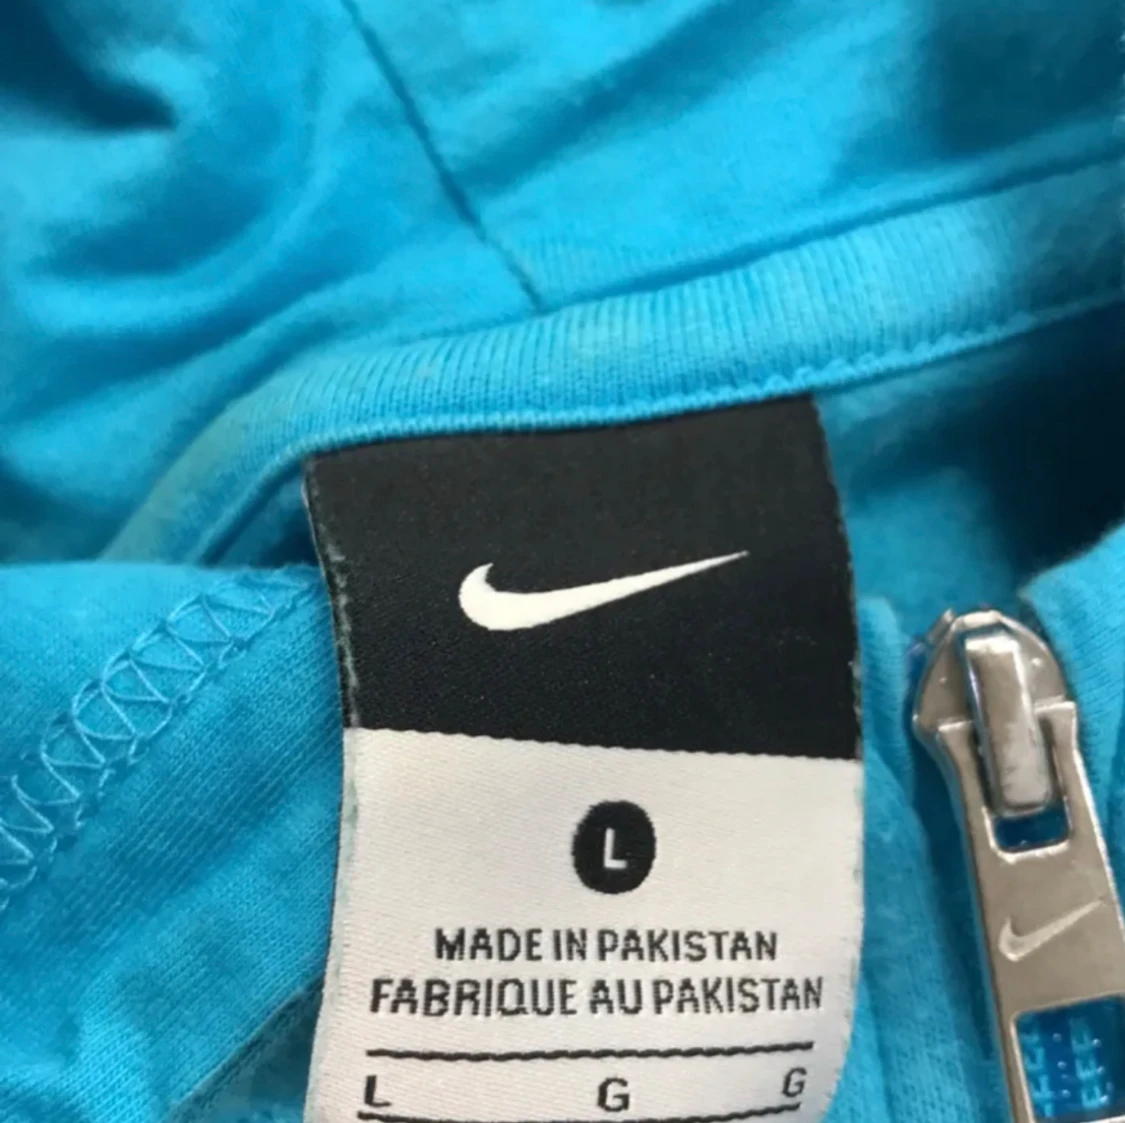 L
MADE IN PAKISTAN
FABRIQUE AU PAKISTAN
L G G